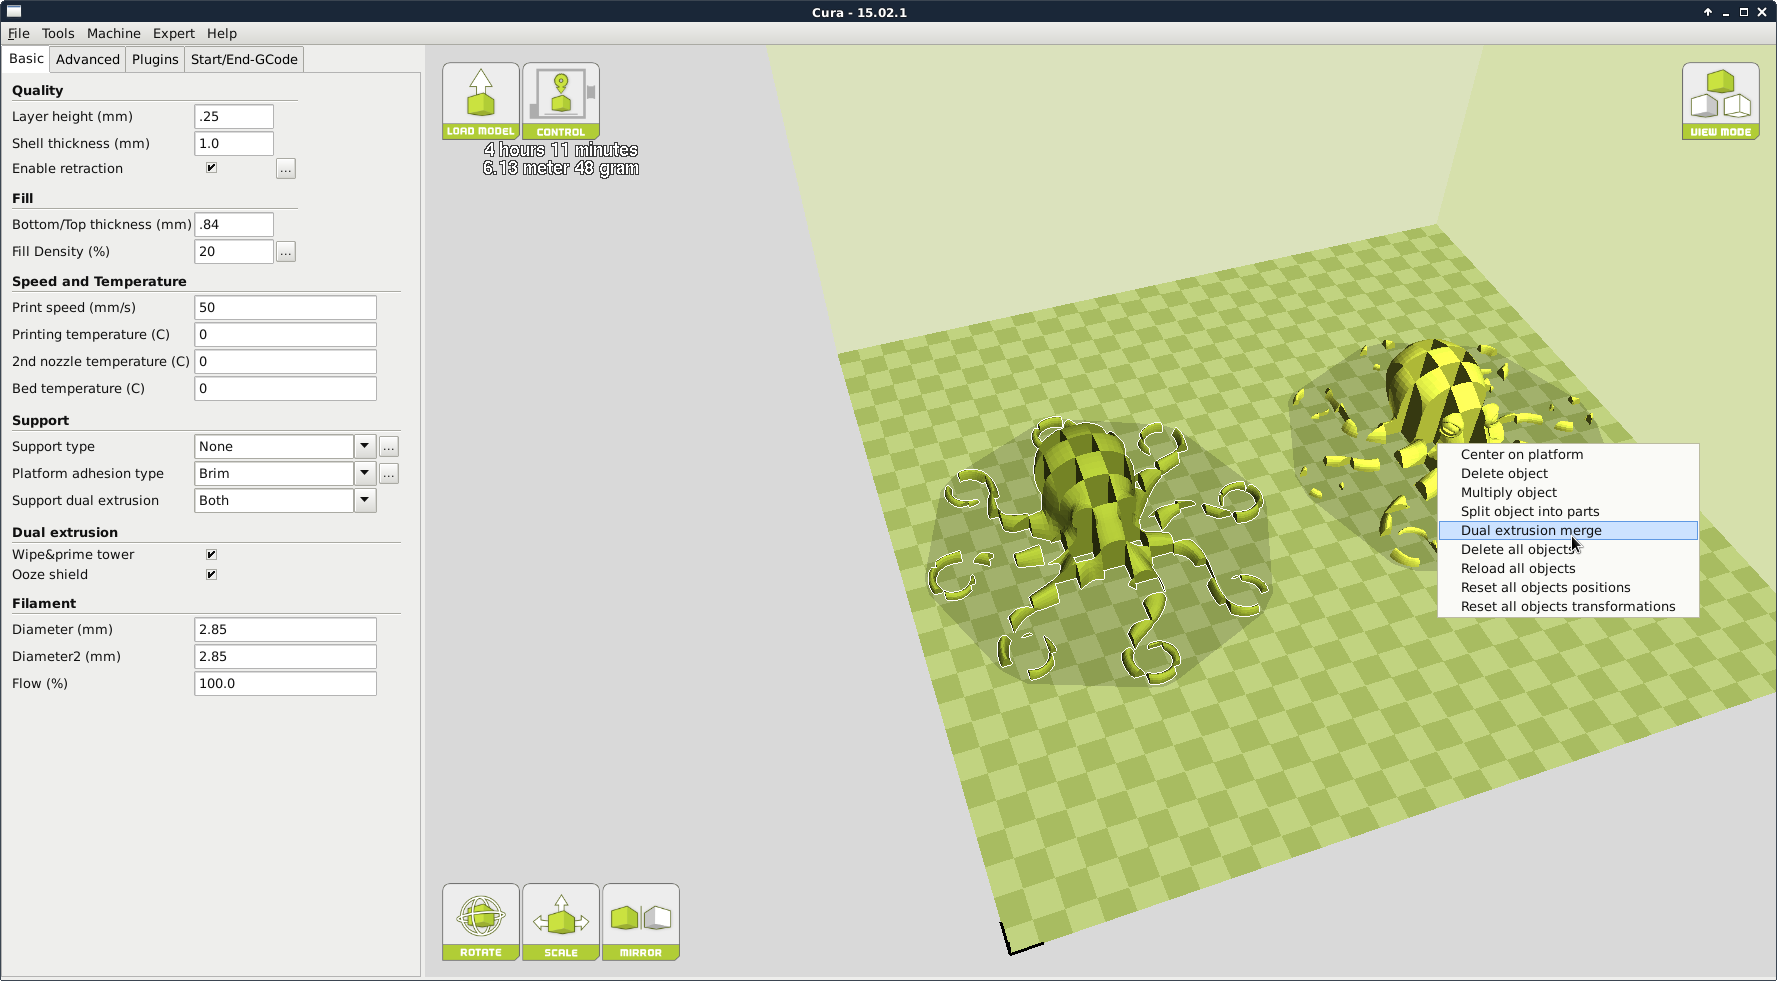 Cura - 15.02.1
File Tools Machine Expert Help
Basic Advanced Plugins Start/End-GCode
Quality
Layer height (mm) .25
Shell thickness (mm) 1.0
Enable retraction ...
Fill
Bottom/Top thickness (mm) .84
Fill Density (%) 20 ...
Speed and Temperature
Print speed (mm/s) 50
Printing temperature (C) 0
2nd nozzle temperature (C) 0
Bed temperature (C) 0
Support
Support type None ...
Platform adhesion type Brim ...
Support dual extrusion Both
Dual extrusion
Wipe&prime tower
Ooze shield
Filament
Diameter (mm) 2.85
Diameter2 (mm) 2.85
Flow (%) 100.0
LOAD MODEL CONTROL
4 hours 11 minutes
6.13 meter 48 gram
VIEW MODE
Center on platform
Delete object
Multiply object
Split object into parts
Dual extrusion merge
Delete all objects
Reload all objects
Reset all objects positions
Reset all objects transformations
ROTATE SCALE MIRROR